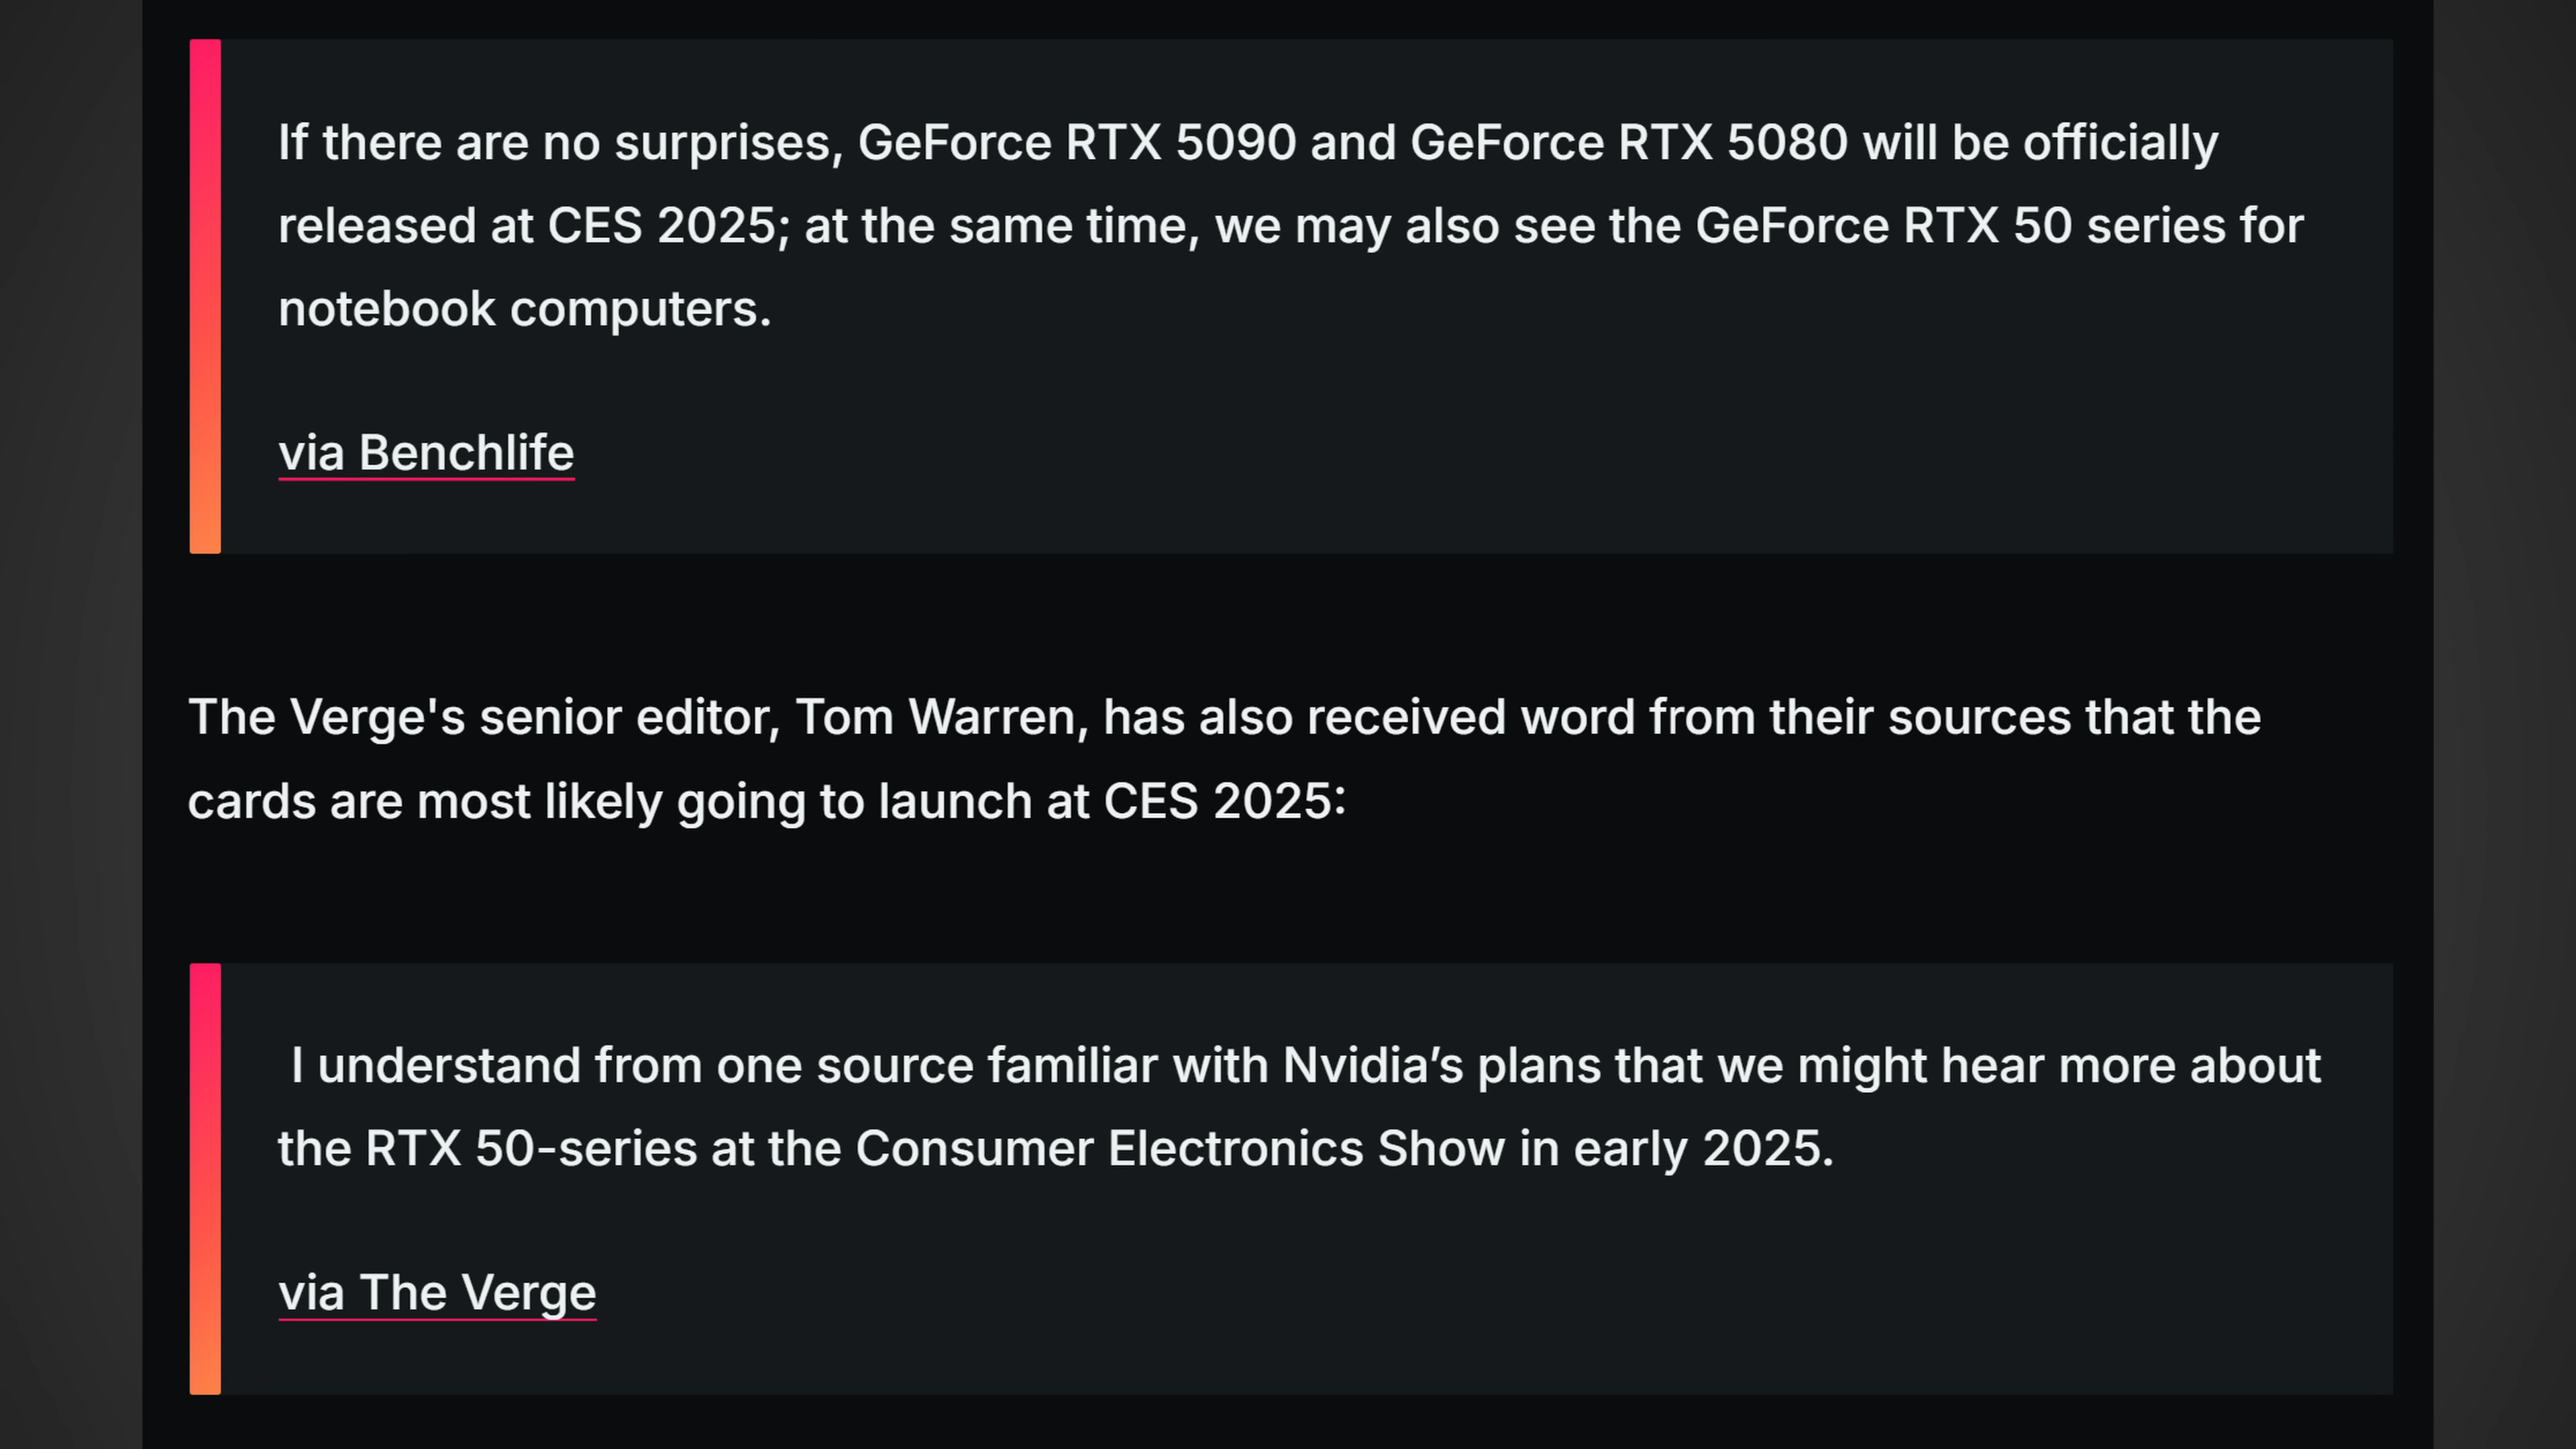 If there are no surprises, GeForce RTX 5090 and GeForce RTX 5080 will be officially
released at CES 2025; at the same time, we may also see the GeForce RTX 50 series for
notebook computers.
via Benchlife
The Verge's senior editor, Tom Warren, has also received word from their sources that the
cards are most likely going to launch at CES 2025:
I understand from one source familiar with Nvidia’s plans that we might hear more about
the RTX 50-series at the Consumer Electronics Show in early 2025.
via The Verge